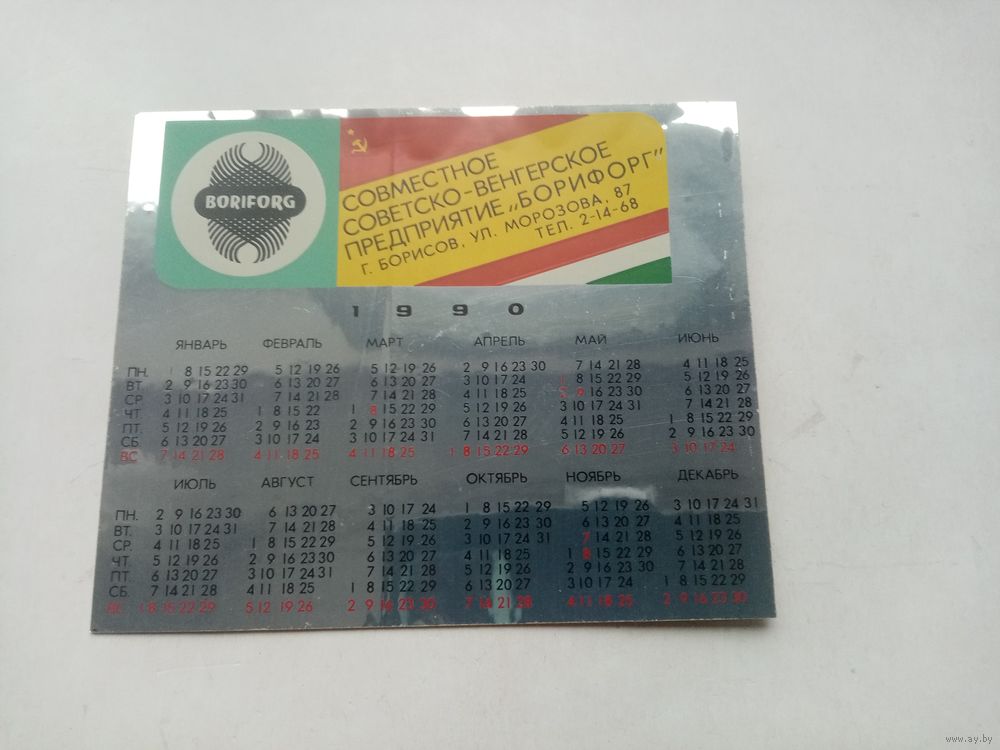 BORIFORG
СОВМЕСТНОЕ
СОВЕТСКО-ВЕНГЕРСКОЕ
ПРЕДПРИЯТИЕ „БОРИФОРГ"
Г. БОРИСОВ, УЛ. МОРОЗОВА, 87
ТЕЛ. 2-14-68
1990
ЯНВАРЬ ФЕВРАЛЬ МАРТ АПРЕЛЬ МАЙ ИЮНЬ
ПН. 1 8 15 22 29 5 12 19 26 5 12 19 26 2 9 16 23 30 7 14 21 28 4 11 18 25
ВТ. 2 9 16 23 30 6 13 20 27 6 13 20 27 3 10 17 24 1 8 15 22 29 5 12 19 26
СР. 3 10 17 24 31 7 14 21 28 7 14 21 28 4 11 18 25 2 9 16 23 30 6 13 20 27
ЧТ. 4 11 18 25 1 8 15 22 1 8 15 22 29 5 12 19 26 3 10 17 24 31 7 14 21 28
ПТ. 5 12 19 26 2 9 16 23 2 9 16 23 30 6 13 20 27 4 11 18 25 1 8 15 22 29
СБ. 6 13 20 27 3 10 17 24 3 10 17 24 31 7 14 21 28 5 12 19 26 2 9 16 23 30
ВС 7 14 21 28 4 11 18 25 4 11 18 25 1 8 15 22 29 6 13 20 27 3 10 17 24
ИЮЛЬ АВГУСТ СЕНТЯБРЬ ОКТЯБРЬ НОЯБРЬ ДЕКАБРЬ
ПН. 2 9 16 23 30 6 13 20 27 3 10 17 24 1 8 15 22 29 5 12 19 26 3 10 17 24 31
ВТ. 3 10 17 24 31 7 14 21 28 4 11 18 25 2 9 16 23 30 6 13 20 27 4 11 18 25
СР. 4 11 18 25 1 8 15 22 29 5 12 19 26 3 10 17 24 31 7 14 21 28 5 12 19 26
ЧТ. 5 12 19 26 2 9 16 23 30 6 13 20 27 4 11 18 25 1 8 15 22 29 6 13 20 27
ПТ. 6 13 20 27 3 10 17 24 31 7 14 21 28 5 12 19 26 2 9 16 23 30 7 14 21 28
СБ. 7 14 21 28 4 11 18 25 1 8 15 22 29 6 13 20 27 3 10 17 24 1 8 15 22 29
ВС 1 8 15 22 29 5 12 19 26 2 9 16 23 30 7 14 21 28 4 11 18 25 2 9 16 23 30
www.ay.by